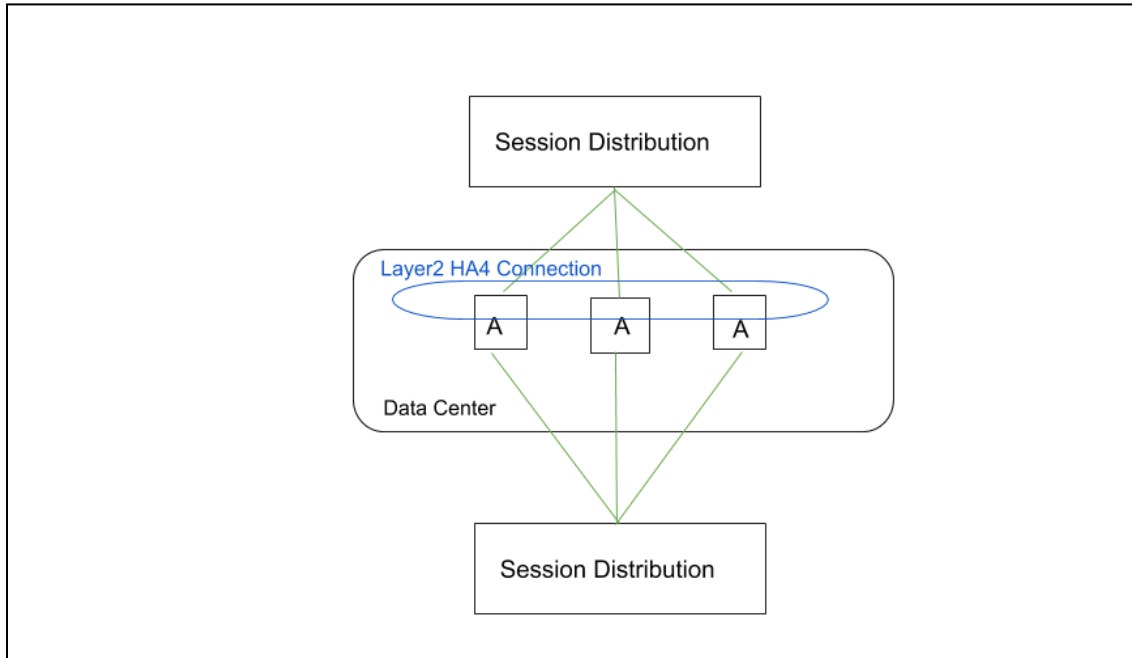 Session Distribution
Layer2 HA4 Connection
A
A
A
Data Center
Session Distribution